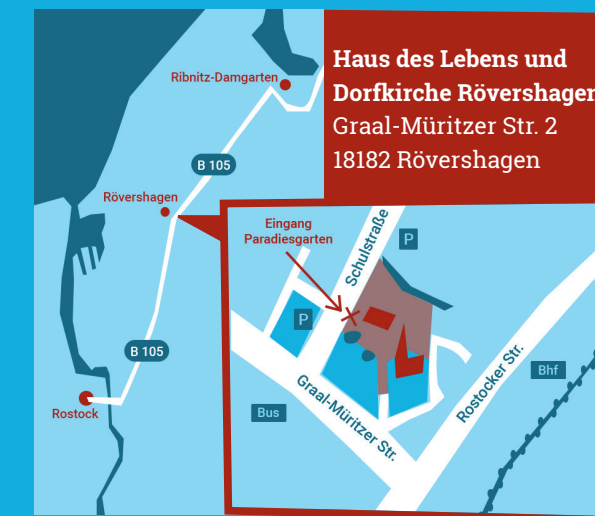 Haus des Lebens und
Dorfkirche Rövershagen
Graal-Müritzer Str. 2
18182 Rövershagen
Ribnitz-Damgarten
B 105
Rövershagen
B 105
Rostock
Eingang
Paradiesgarten
Schulstraße
P
P
Graal-Müritzer Str.
Rostocker Str.
Bus
Bhf